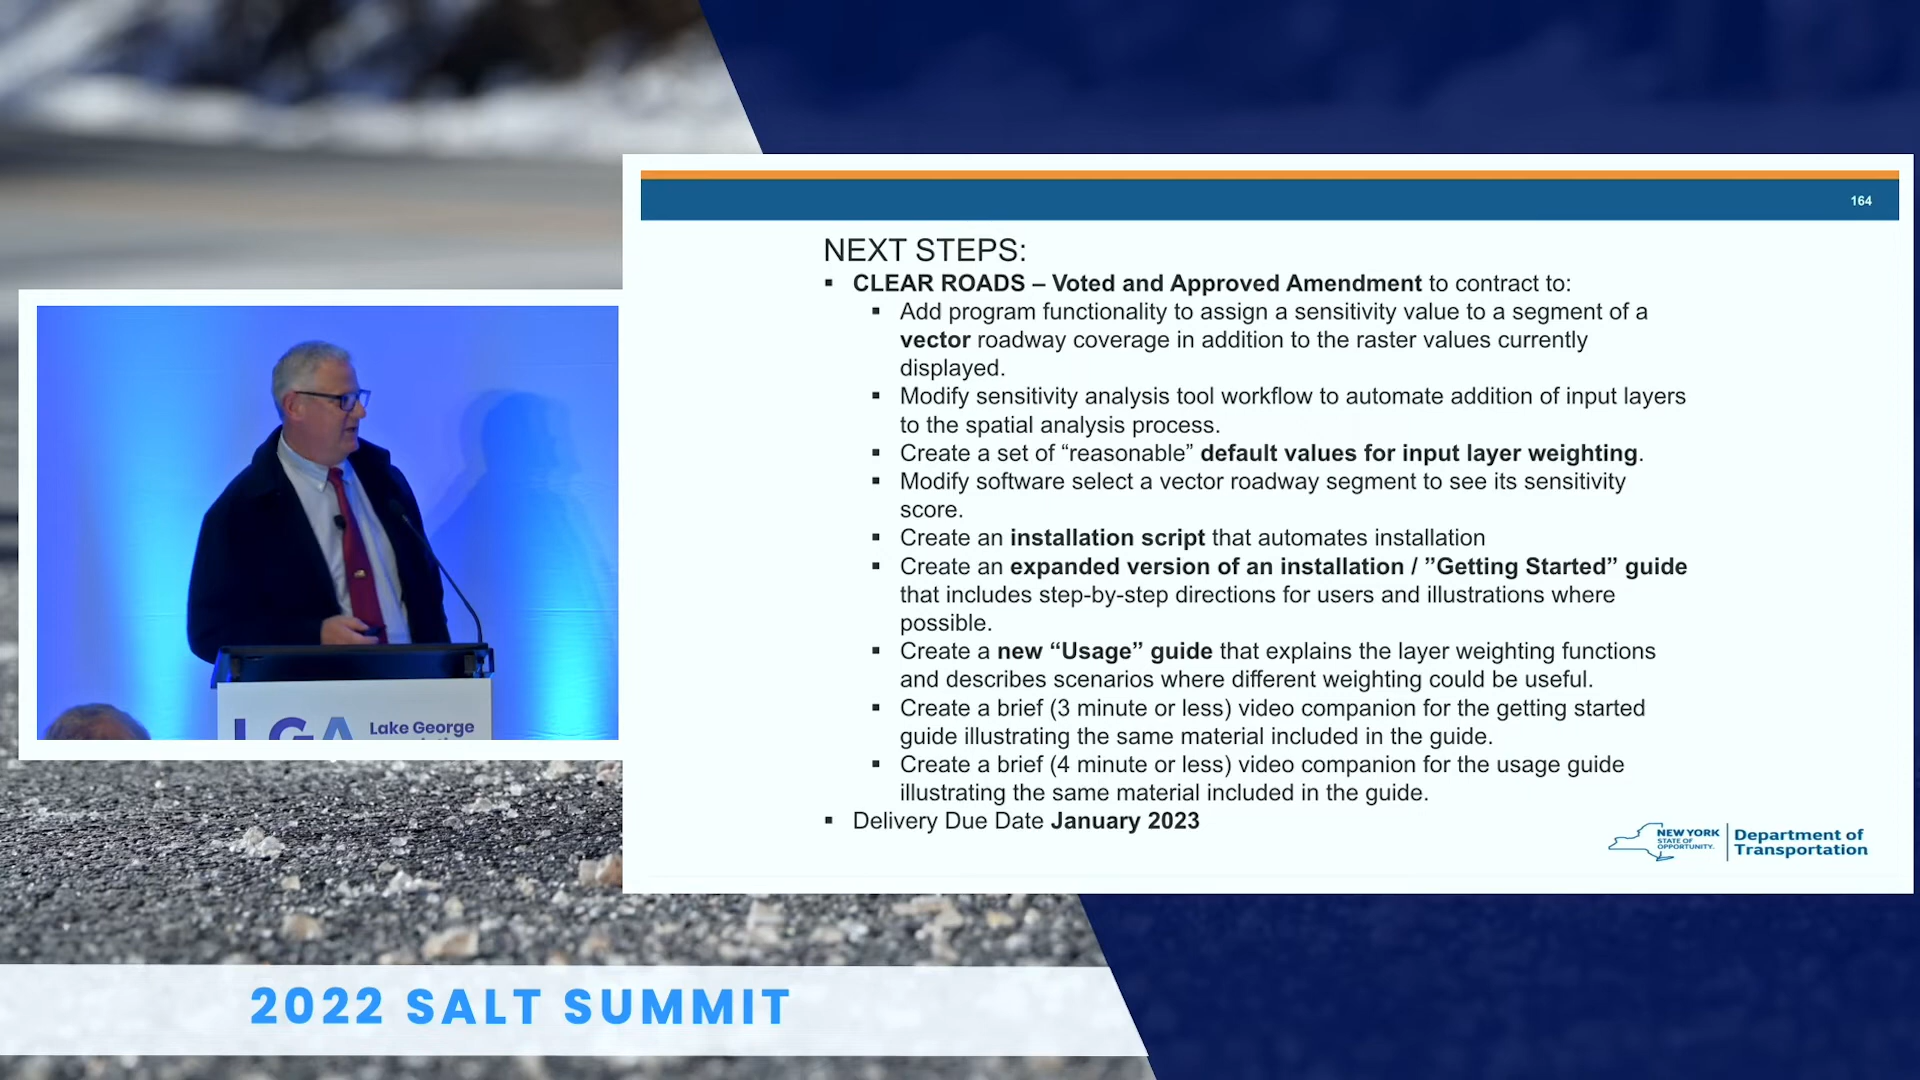 164
NEXT STEPS:
▪ CLEAR ROADS – Voted and Approved Amendment to contract to:
▪ Add program functionality to assign a sensitivity value to a segment of a
vector roadway coverage in addition to the raster values currently
displayed.
▪ Modify sensitivity analysis tool workflow to automate addition of input layers
to the spatial analysis process.
▪ Create a set of “reasonable” default values for input layer weighting.
▪ Modify software select a vector roadway segment to see its sensitivity
score.
▪ Create an installation script that automates installation
▪ Create an expanded version of an installation / ”Getting Started” guide
that includes step-by-step directions for users and illustrations where
possible.
▪ Create a new “Usage” guide that explains the layer weighting functions
and describes scenarios where different weighting could be useful.
▪ Create a brief (3 minute or less) video companion for the getting started
guide illustrating the same material included in the guide.
▪ Create a brief (4 minute or less) video companion for the usage guide
illustrating the same material included in the guide.
▪ Delivery Due Date January 2023
NEW YORK
STATE OF
OPPORTUNITY.
Department of
Transportation
LGA
Lake George
2022 SALT SUMMIT